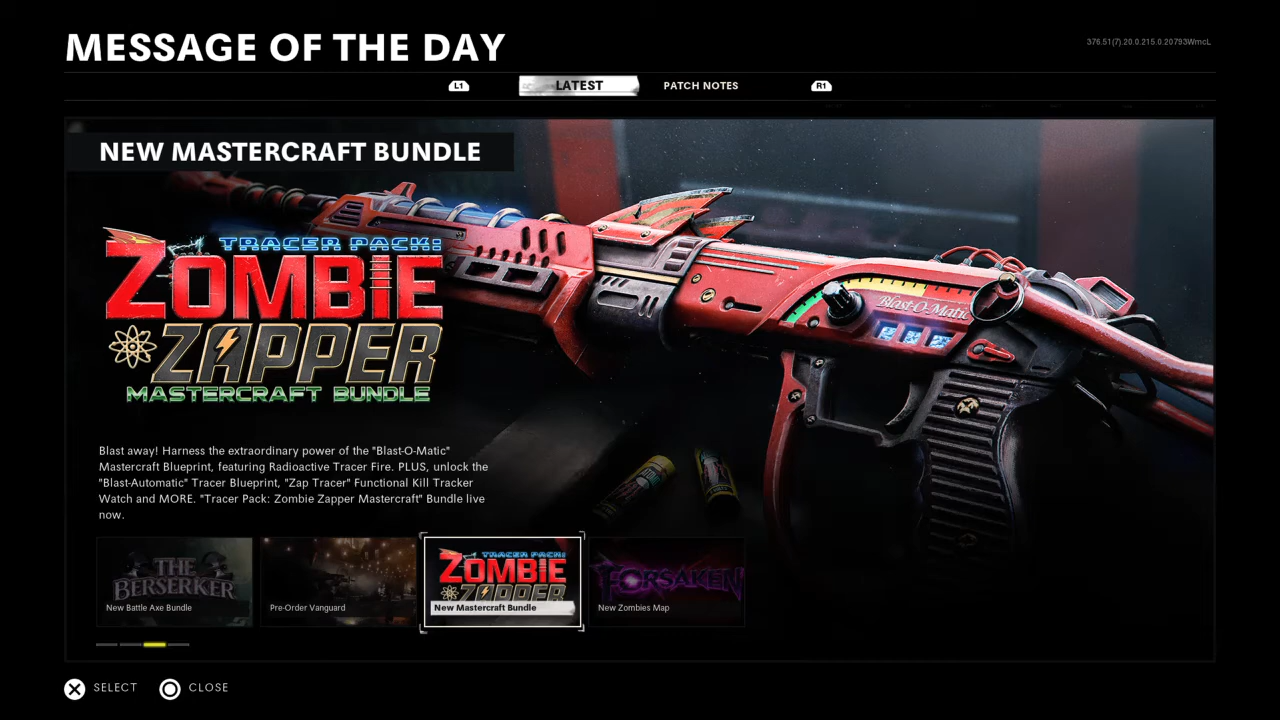 MESSAGE OF THE DAY
376.51(7).20.0.215.0.20793WmcL
L1
LATEST
PATCH NOTES
R1
NEW MASTERCRAFT BUNDLE
TRACER PACK:
ZOMBIE
ZAPPER
MASTERCRAFT BUNDLE
Blast-O-Matic
Blast away! Harness the extraordinary power of the "Blast-O-Matic"
Mastercraft Blueprint, featuring Radioactive Tracer Fire. PLUS, unlock the
"Blast-Automatic" Tracer Blueprint, "Zap Tracer" Functional Kill Tracker
Watch and MORE. "Tracer Pack: Zombie Zapper Mastercraft" Bundle live
now.
THE
BERSERKER
New Battle Axe Bundle
Pre-Order Vanguard
TRACER PACK:
ZOMBIE
ZAPPER
New Mastercraft Bundle
FORSAKEN
New Zombies Map
SELECT
CLOSE